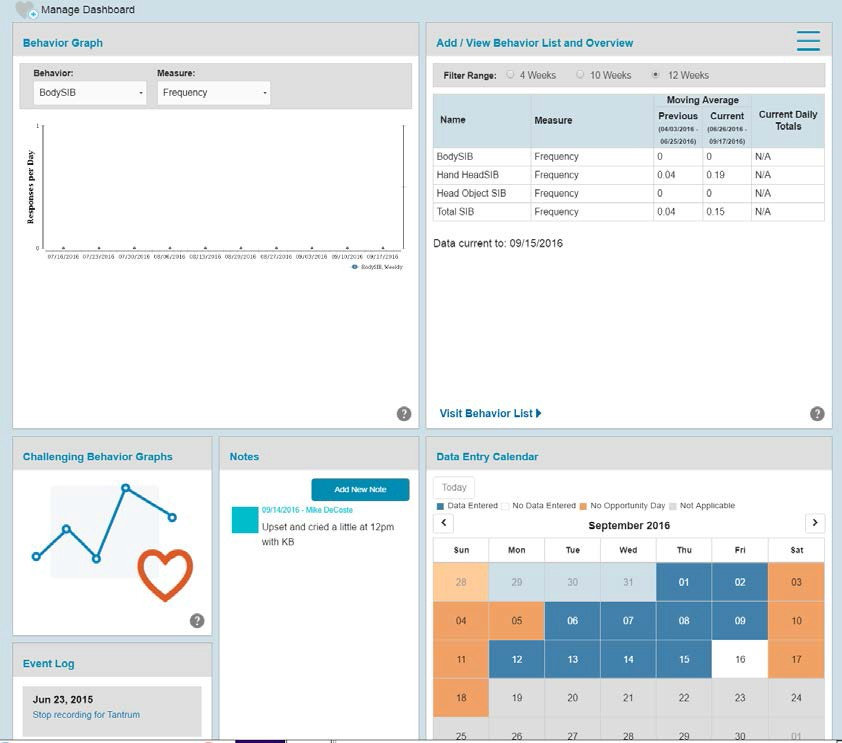 Manage Dashboard
Behavior Graph
Behavior:
Measure:
BodySIB
Frequency
1
Responses per Day
0
07/16/2016 07/23/2016 07/30/2016 08/06/2016 08/13/2016 08/20/2016 08/27/2016 09/03/2016 09/10/2016 09/17/2016
BodySIB, Weekly
?
Add / View Behavior List and Overview
Filter Range: 4 Weeks 10 Weeks 12 Weeks
Name Measure Moving Average Current Daily Totals
Previous Current
(04/03/2016 - 06/25/2016) (06/26/2016 - 09/17/2016)
BodySIB Frequency 0 0 N/A
Hand HeadSIB Frequency 0.04 0.19 N/A
Head Object SIB Frequency 0 0 N/A
Total SIB Frequency 0.04 0.15 N/A
Data current to: 09/15/2016
Visit Behavior List
?
Challenging Behavior Graphs
?
Event Log
Jun 23, 2015
Stop recording for Tantrum
Notes
Add New Note
09/14/2016 - Mike DeCoste
Upset and cried a little at 12pm
with KB
Data Entry Calendar
Today
Data Entered No Data Entered No Opportunity Day Not Applicable
September 2016
Sun Mon Tue Wed Thu Fri Sat
28 29 30 31 01 02 03
04 05 06 07 08 09 10
11 12 13 14 15 16 17
18 19 20 21 22 23 24
25 26 27 28 29 30 01